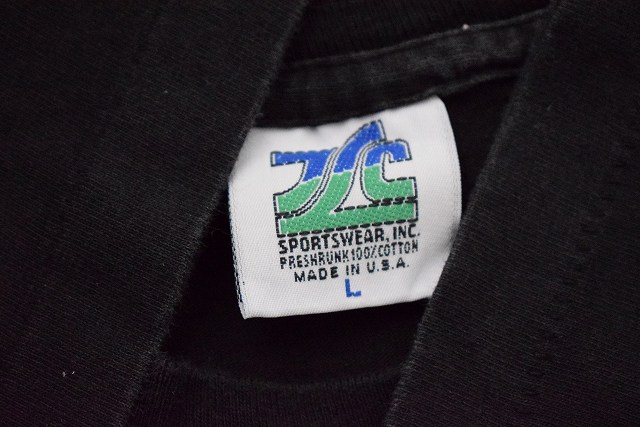 SPORTSWEAR, INC.
PRESHRUNK 100% COTTON
MADE IN U.S.A.
L